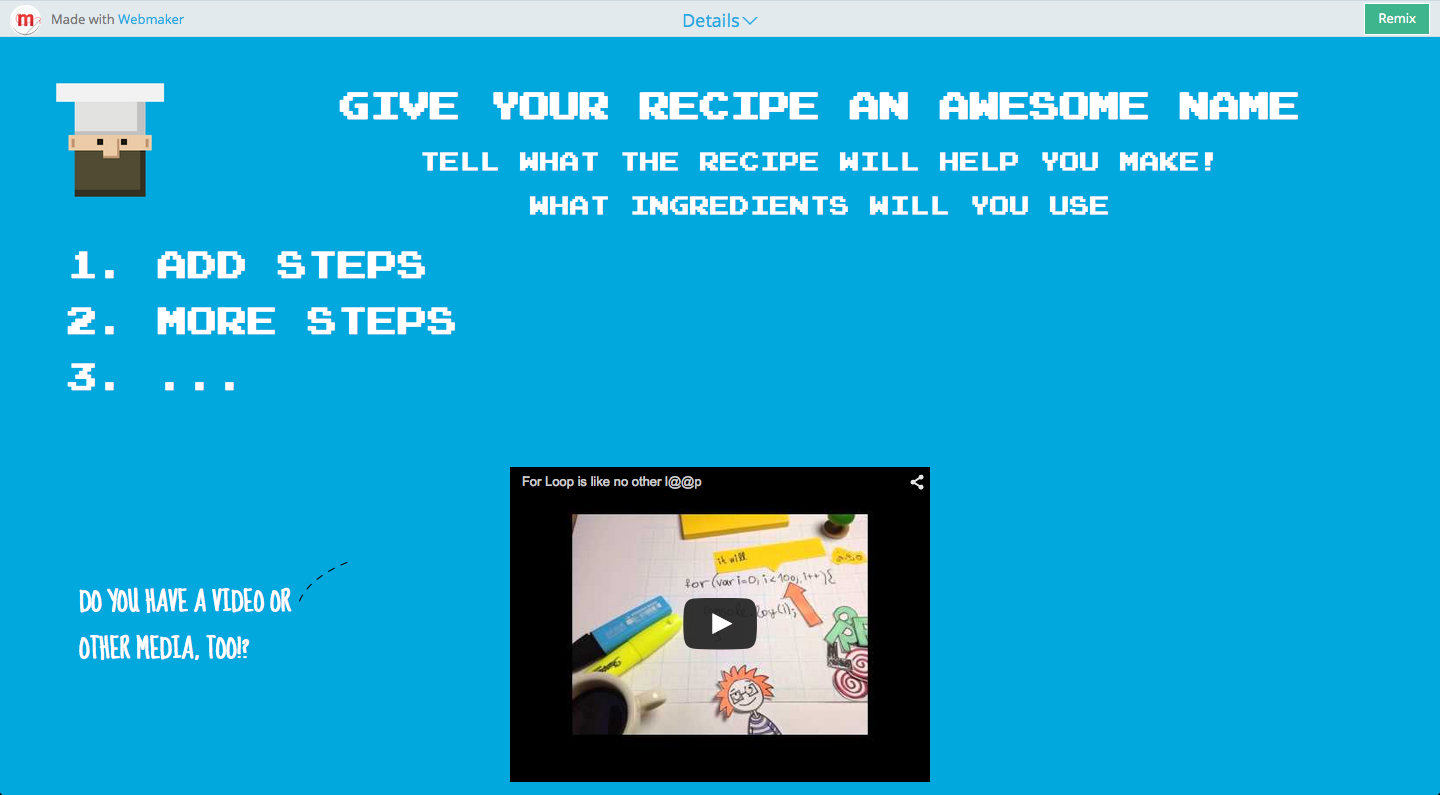 m Made with Webmaker
Details
Remix
GIVE YOUR RECIPE AN AWESOME NAME
TELL WHAT THE RECIPE WILL HELP YOU MAKE!
WHAT INGREDIENTS WILL YOU USE
1. ADD STEPS
2. MORE STEPS
3. ...
For Loop is like no other l@@p
it will
for (var i=0; i<100; i++){
log(i);
DO YOU HAVE A VIDEO OR
OTHER MEDIA, TOO!?